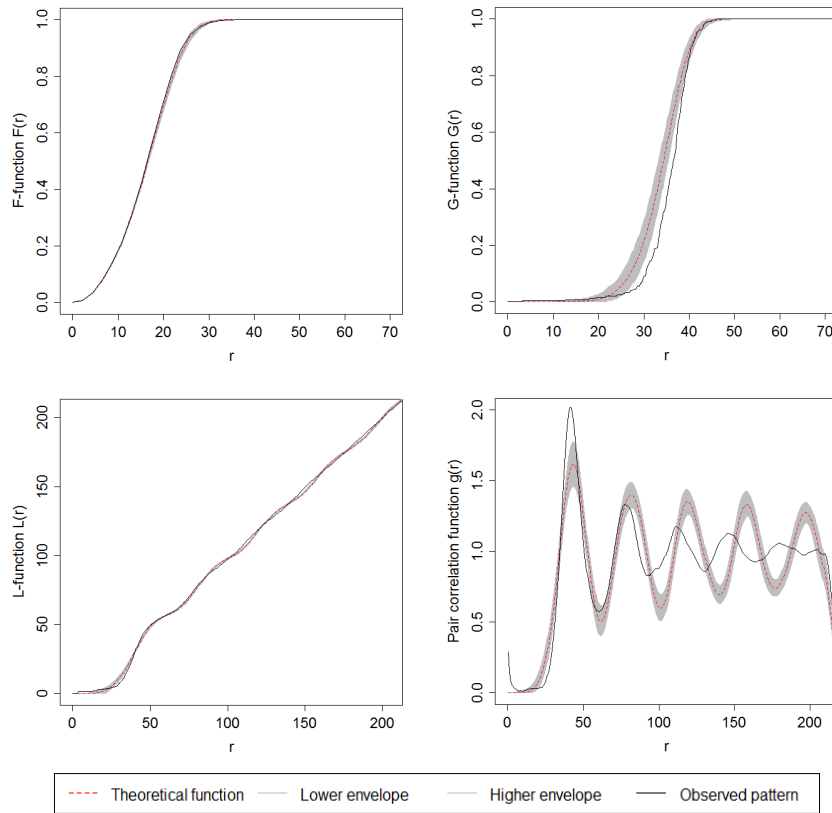 F-function F(r)
0.0 0.2 0.4 0.6 0.8 1.0
0 10 20 30 40 50 60 70
r
G-function G(r)
0.0 0.2 0.4 0.6 0.8 1.0
0 10 20 30 40 50 60 70
r
L-function L(r)
0 50 100 150 200
0 50 100 150 200
r
Pair correlation function g(r)
0.0 0.5 1.0 1.5 2.0
0 50 100 150 200
r
Theoretical function Lower envelope Higher envelope Observed pattern